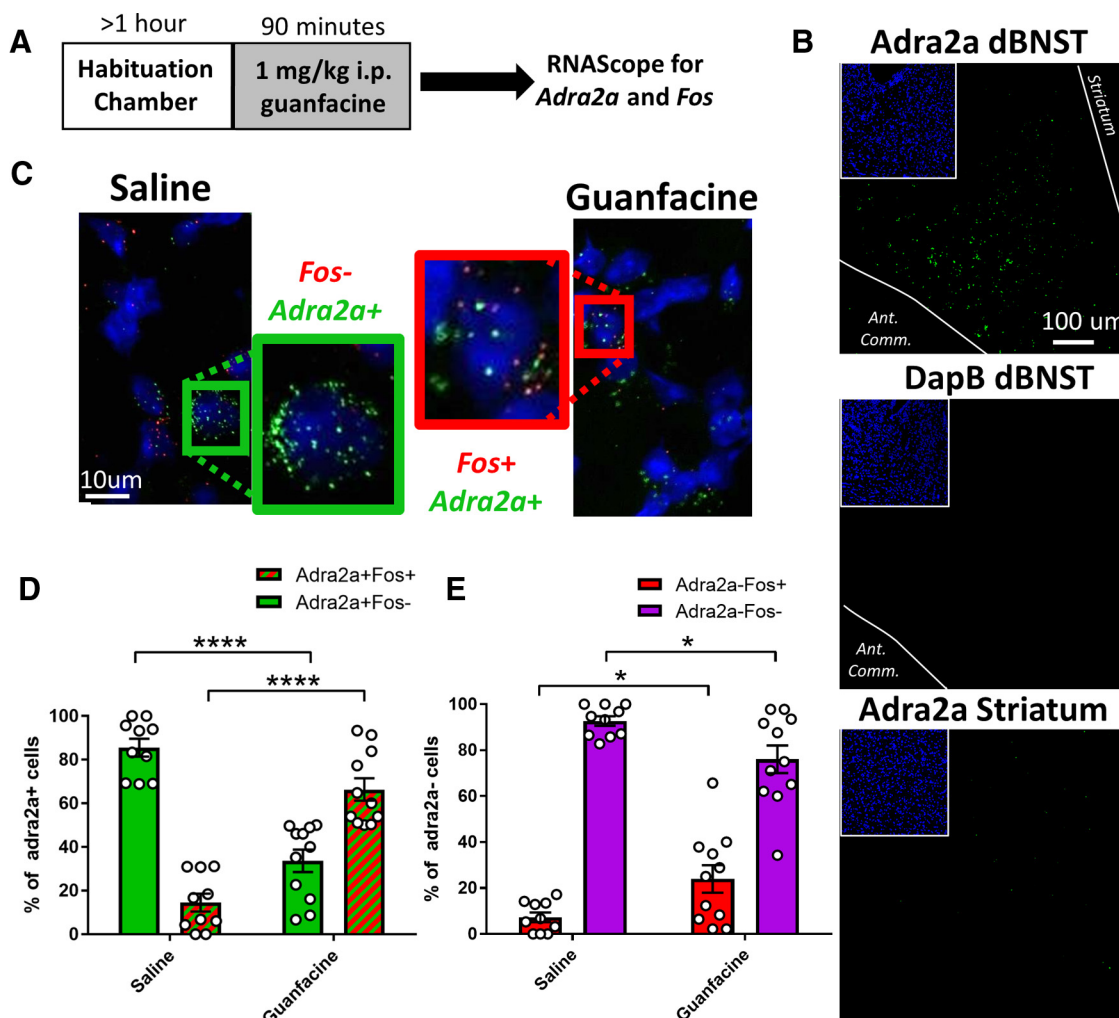 A
>1 hour
90 minutes
Habituation
Chamber
1 mg/kg i.p.
guanfacine
RNAScope for
Adra2a and Fos
B
Adra2a dBNST
Striatum
Ant.
Comm.
100 um
DapB dBNST
Ant.
Comm.
Adra2a Striatum
C
Saline
Guanfacine
Fos-
Adra2a+
Fos+
Adra2a+
10um
D
Adra2a+Fos+
Adra2a+Fos-
****
****
% of adra2a+ cells
100
80
60
40
20
0
Saline
Guanfacine
E
Adra2a-Fos+
Adra2a-Fos-
*
*
% of adra2a- cells
100
80
60
40
20
0
Saline
Guanfacine